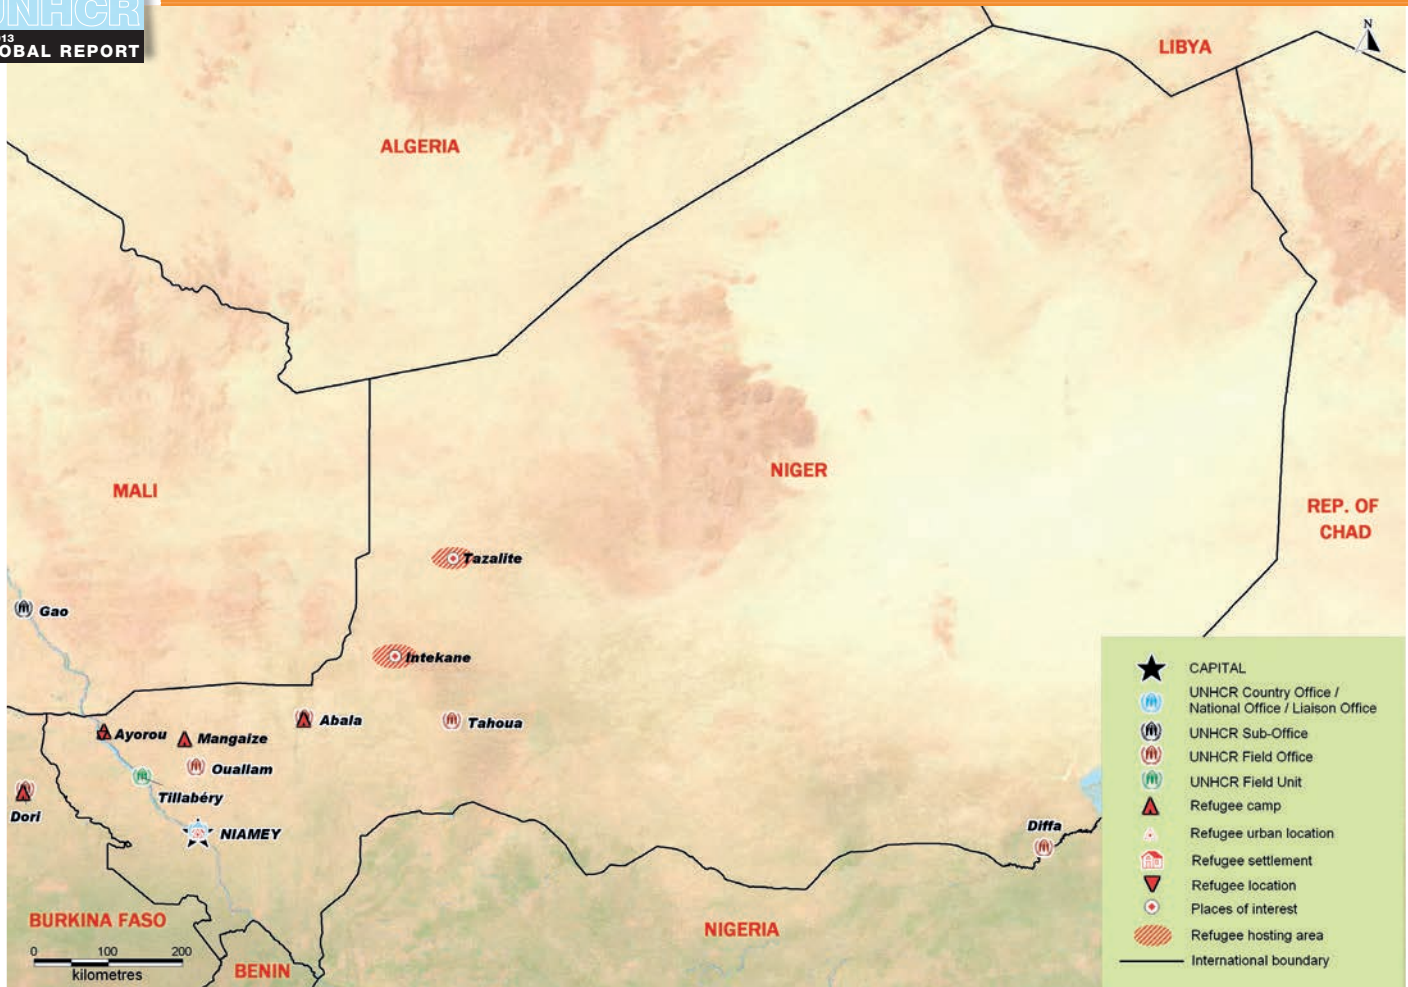 UNHCR
13
OBAL REPORT
N
LIBYA
ALGERIA
NIGER
MALI
REP. OF
CHAD
Tazalite
Gao
Intekane
Abala
Tahoua
Ayorou
Mangaize
Ouallam
Tillabéry
Dori
NIAMEY
Diffa
BURKINA FASO
NIGERIA
BENIN
0 100 200
kilometres
CAPITAL
UNHCR Country Office /
National Office / Liaison Office
UNHCR Sub-Office
UNHCR Field Office
UNHCR Field Unit
Refugee camp
Refugee urban location
Refugee settlement
Refugee location
Places of interest
Refugee hosting area
International boundary